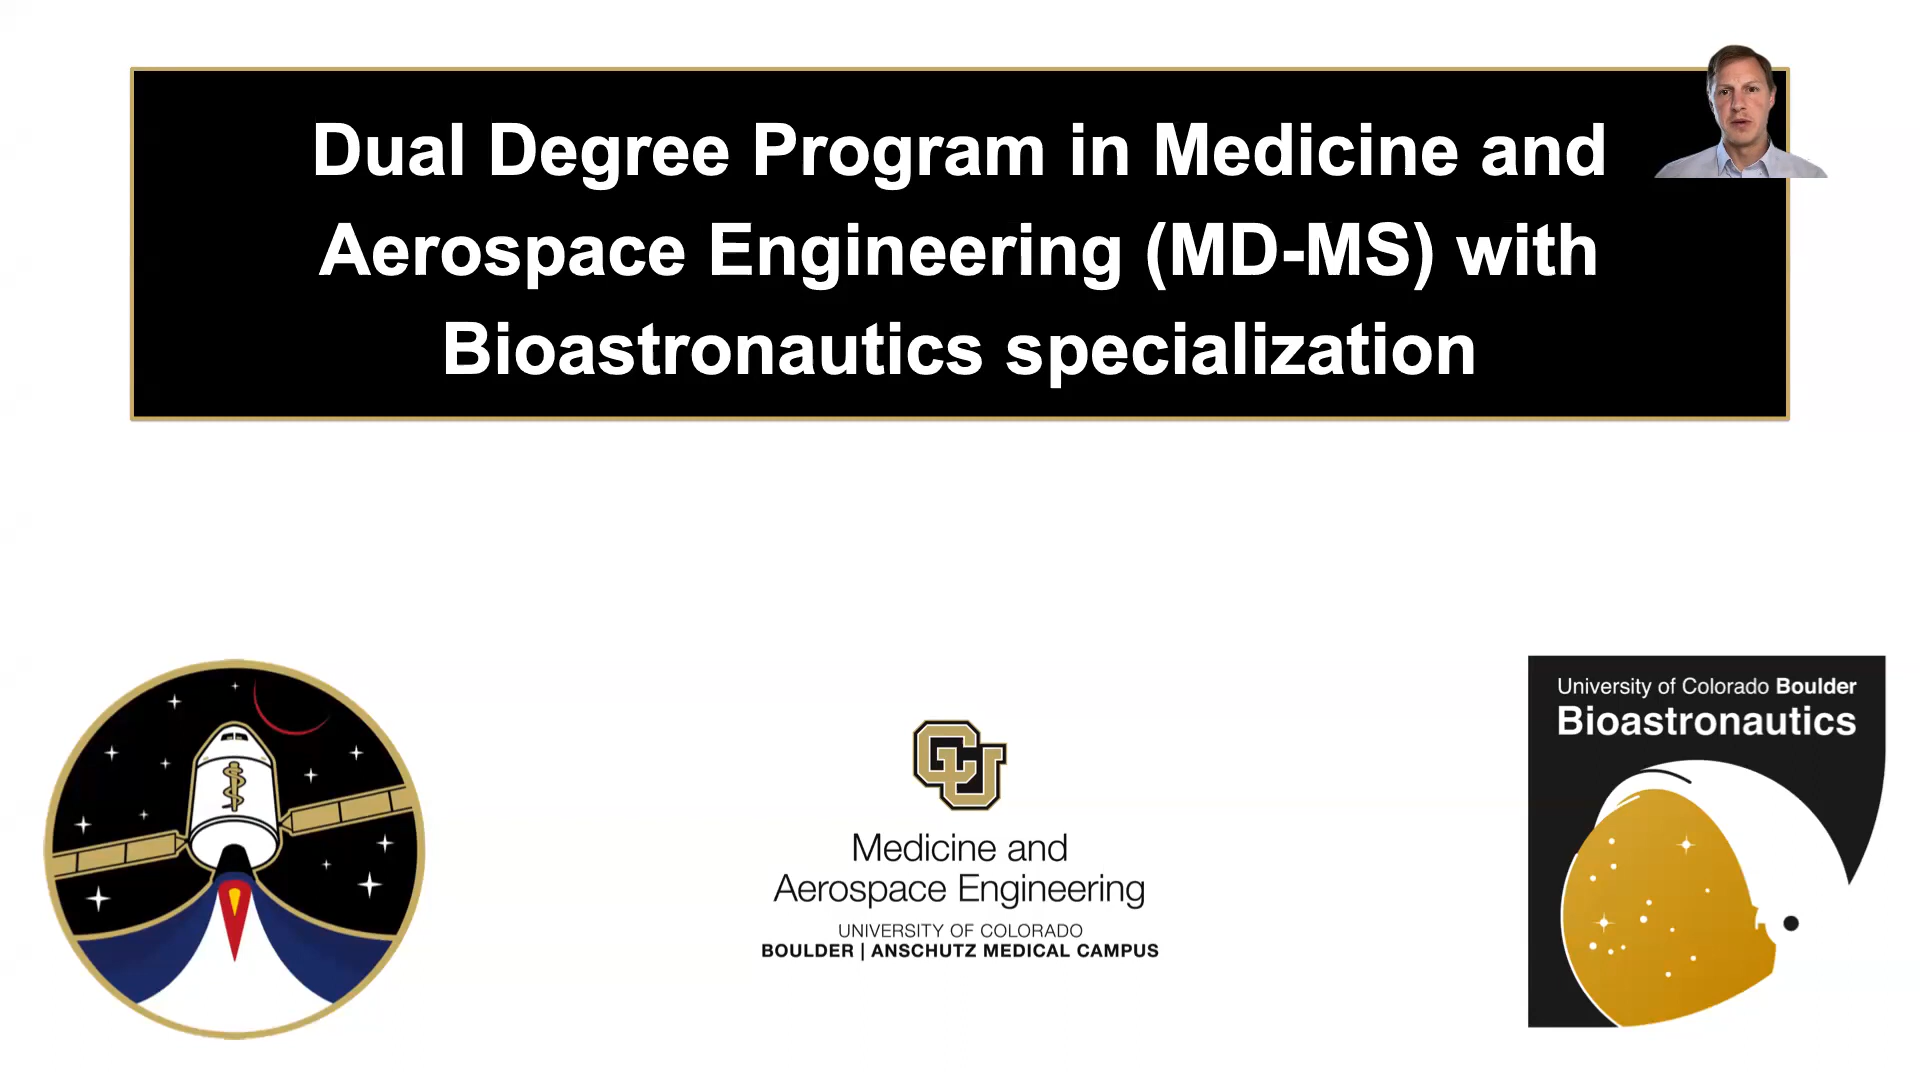 Dual Degree Program in Medicine and
Aerospace Engineering (MD-MS) with
Bioastronautics specialization
University of Colorado Boulder
Bioastronautics
CU
Medicine and
Aerospace Engineering
UNIVERSITY OF COLORADO
BOULDER | ANSCHUTZ MEDICAL CAMPUS